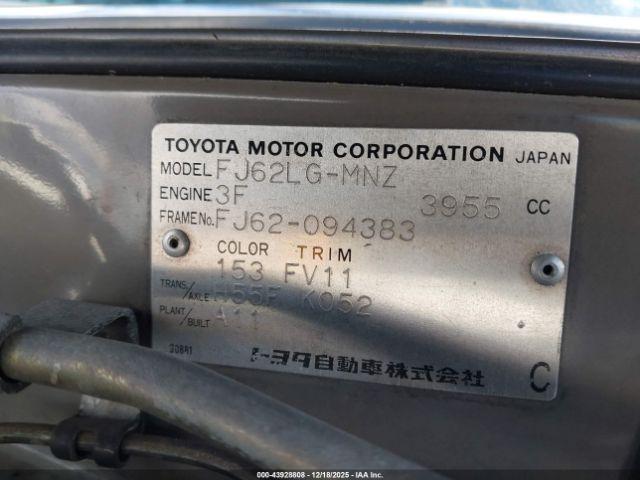 TOYOTA MOTOR CORPORATION JAPAN
MODEL FJ62LG-MNZ
ENGINE 3F 3955 CC
FRAME No. FJ62-094383
COLOR TRIM
153 FV11
TRANS./AXLE H55F K052
PLANT/BUILT A11
30881
トヨタ自動車株式会社 C
000-43928808 - 12/18/2025 - IAA Inc.